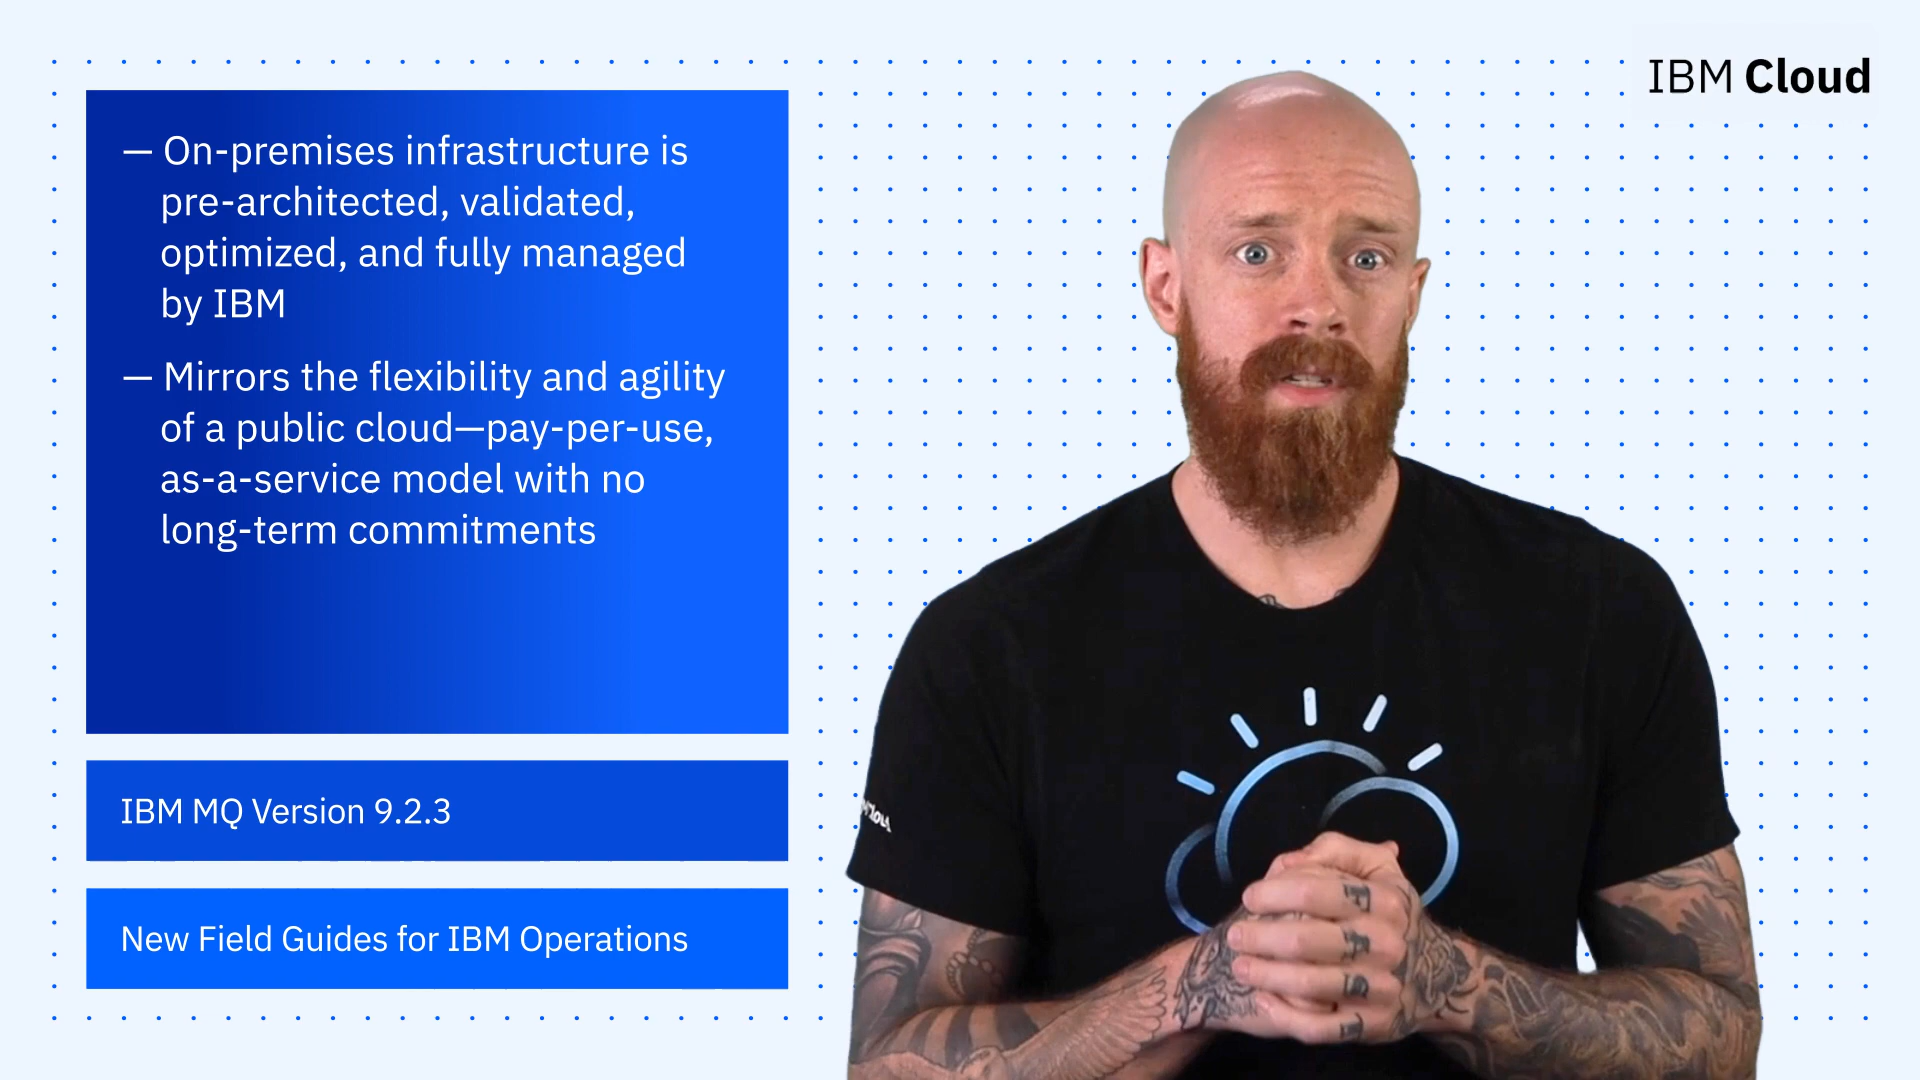 IBM Cloud
— On-premises infrastructure is
pre-architected, validated,
optimized, and fully managed
by IBM
— Mirrors the flexibility and agility
of a public cloud—pay-per-use,
as-a-service model with no
long-term commitments
IBM MQ Version 9.2.3
New Field Guides for IBM Operations
F
A
S
T